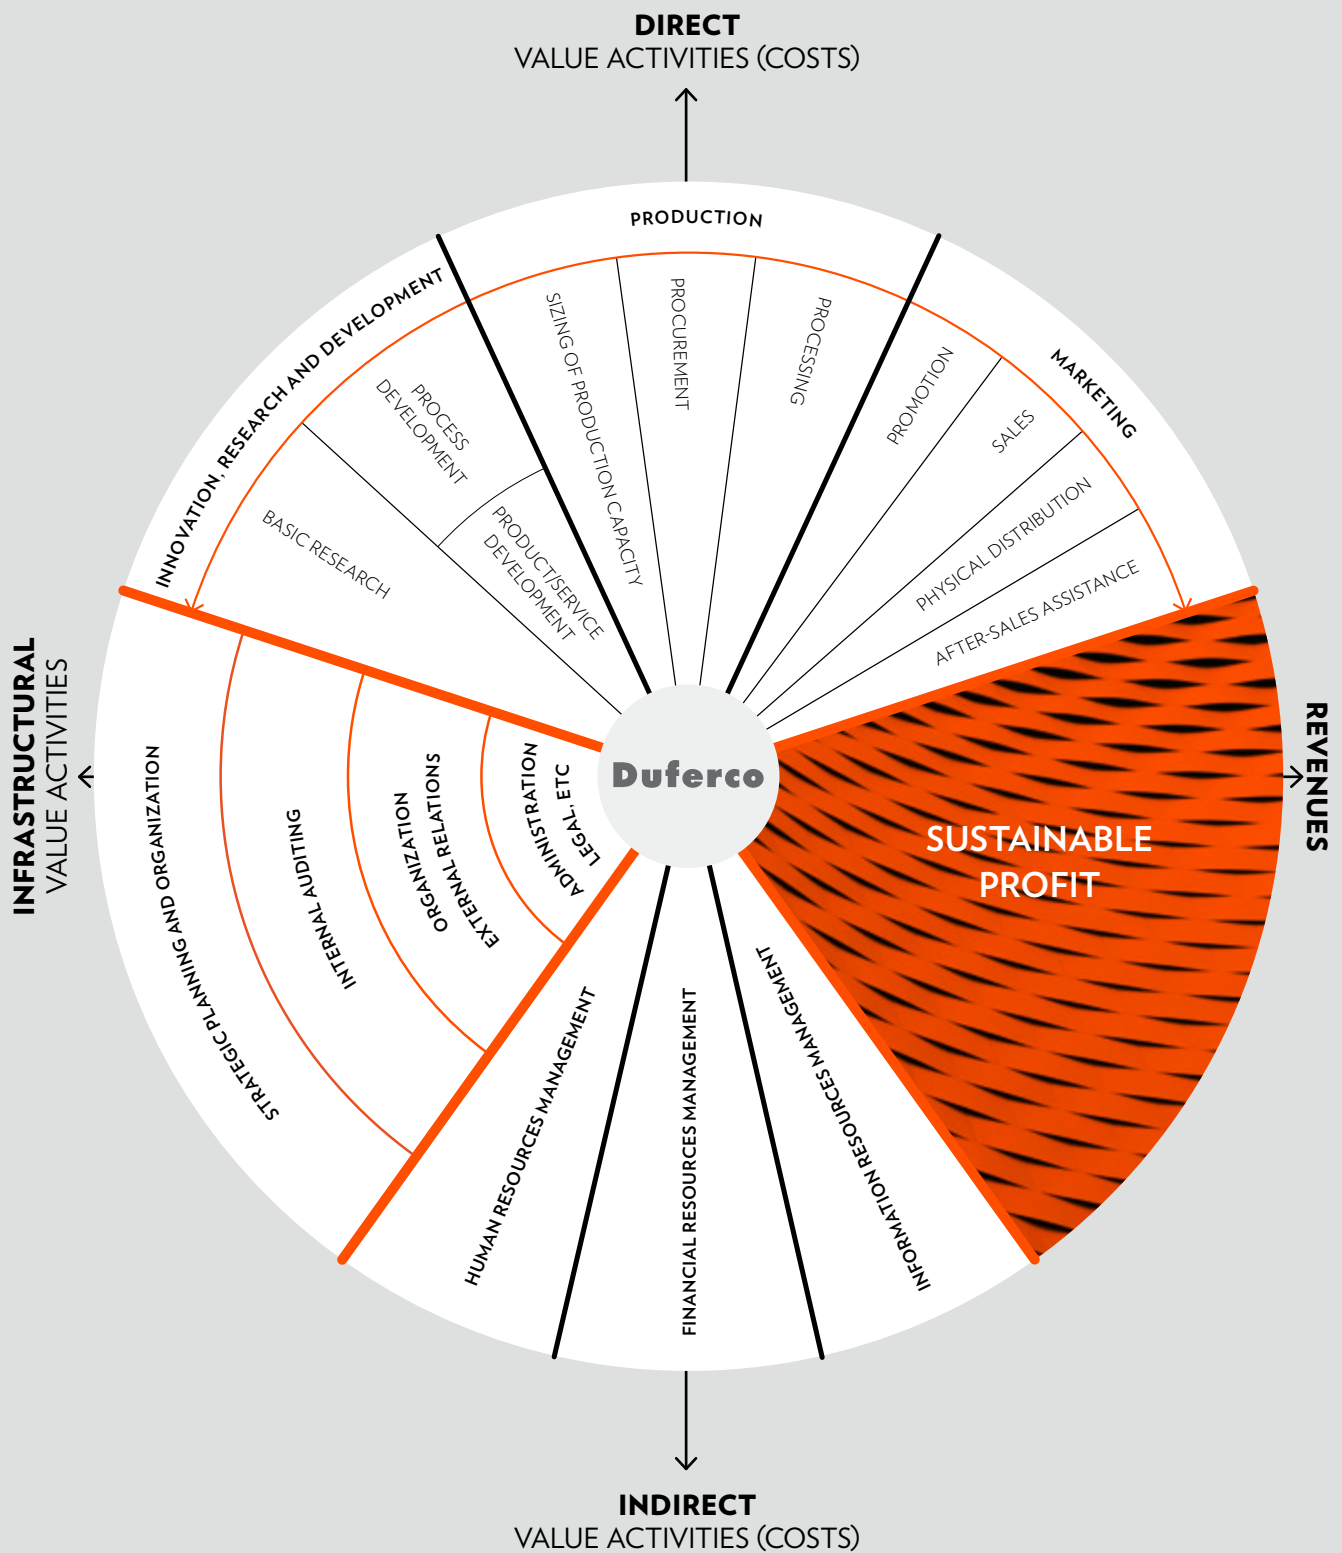 DIRECT
VALUE ACTIVITIES (COSTS)
PRODUCTION
SIZING OF PRODUCTION CAPACITY
PROCUREMENT
PROCESSING
INNOVATION, RESEARCH AND DEVELOPMENT
BASIC RESEARCH
PROCESS
DEVELOPMENT
PRODUCT/SERVICE
DEVELOPMENT
MARKETING
PROMOTION
SALES
PHYSICAL DISTRIBUTION
AFTER-SALES ASSISTANCE
INFRASTRUCTURAL
VALUE ACTIVITIES
STRATEGIC PLANNING AND ORGANIZATION
INTERNAL AUDITING
ORGANIZATION
EXTERNAL RELATIONS
ADMINISTRATION
LEGAL, ETC
Duferco
REVENUES
SUSTAINABLE
PROFIT
HUMAN RESOURCES MANAGEMENT
FINANCIAL RESOURCES MANAGEMENT
INFORMATION RESOURCES MANAGEMENT
INDIRECT
VALUE ACTIVITIES (COSTS)